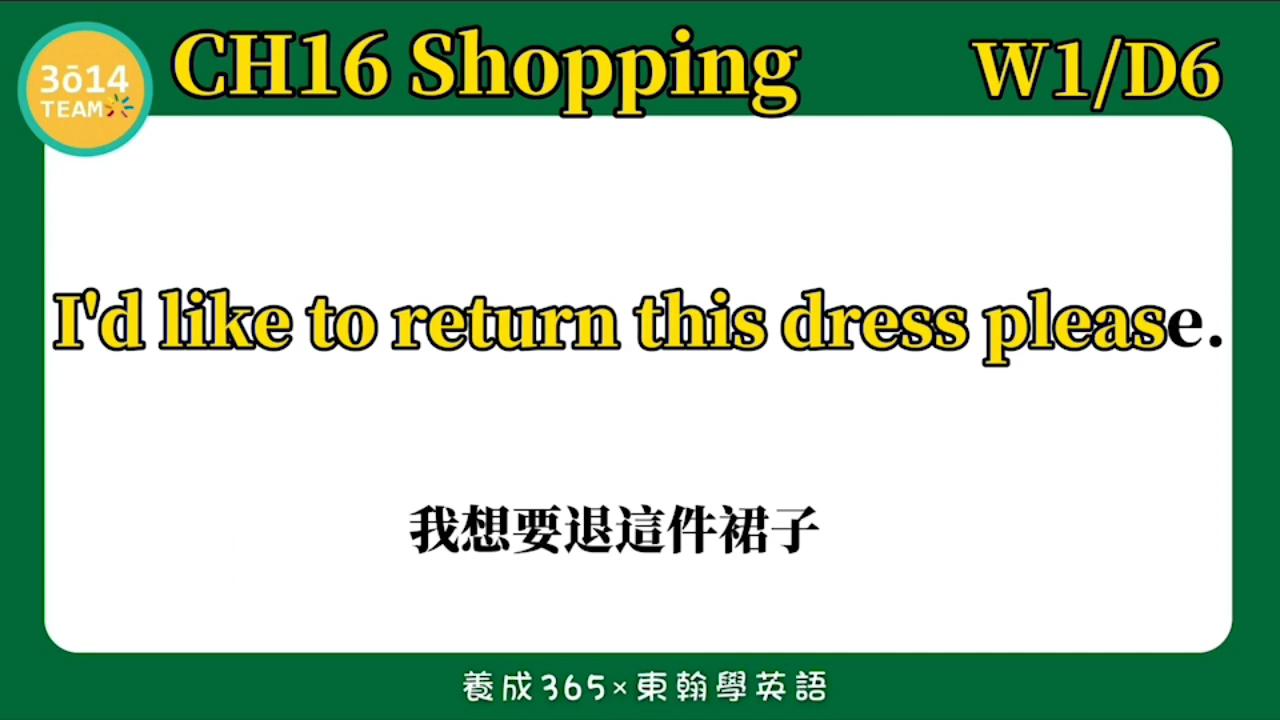 3ō14
TEAM
CH16 Shopping
W1/D6
I'd like to return this dress please.
我想要退這件裙子
養成365×東翰學英語